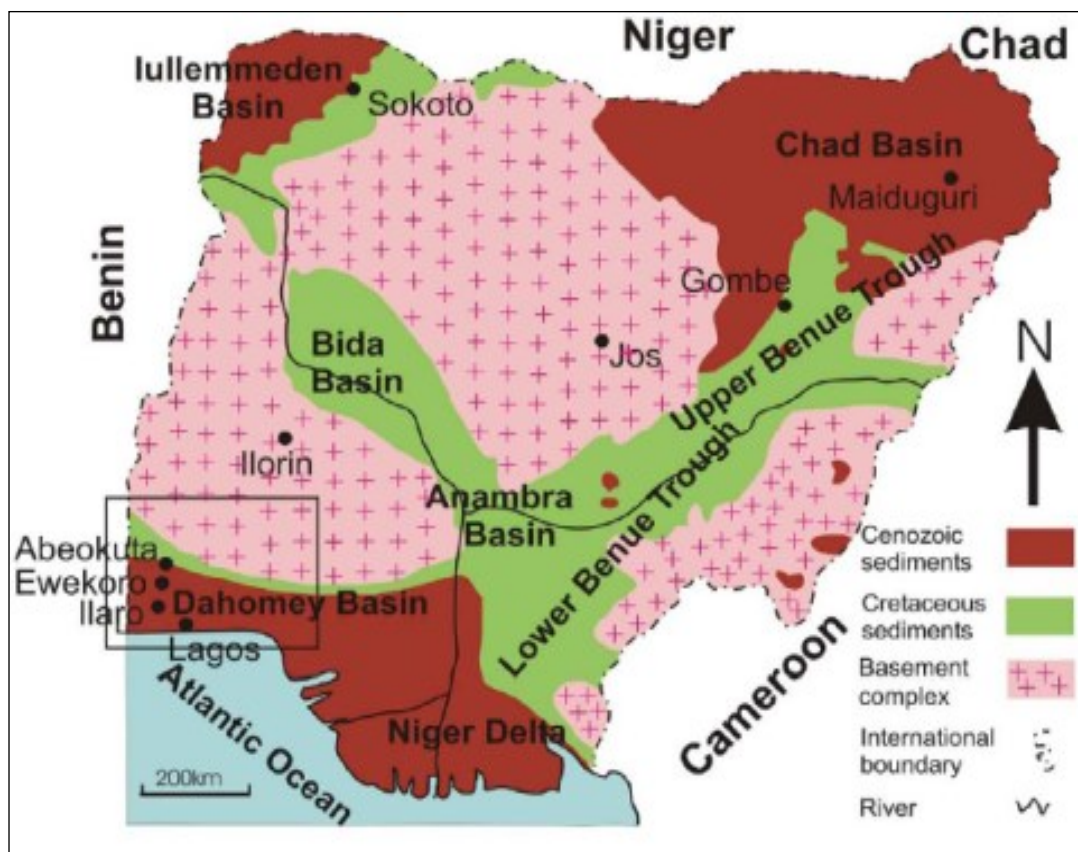 Niger
Chad
Iullemmeden
Basin
Sokoto
Chad Basin
Maiduguri
Benin
Gombe
Bida
Basin
Jos
Upper Benue Trough
N
Ilorin
Anambra
Basin
Lower Benue Trough
Abeokuta
Ewekoro
Ilaro
Dahomey Basin
Lagos
Atlantic Ocean
Niger Delta
Cameroon
200km
Cenozoic
sediments
Cretaceous
sediments
Basement
complex
International
boundary
River